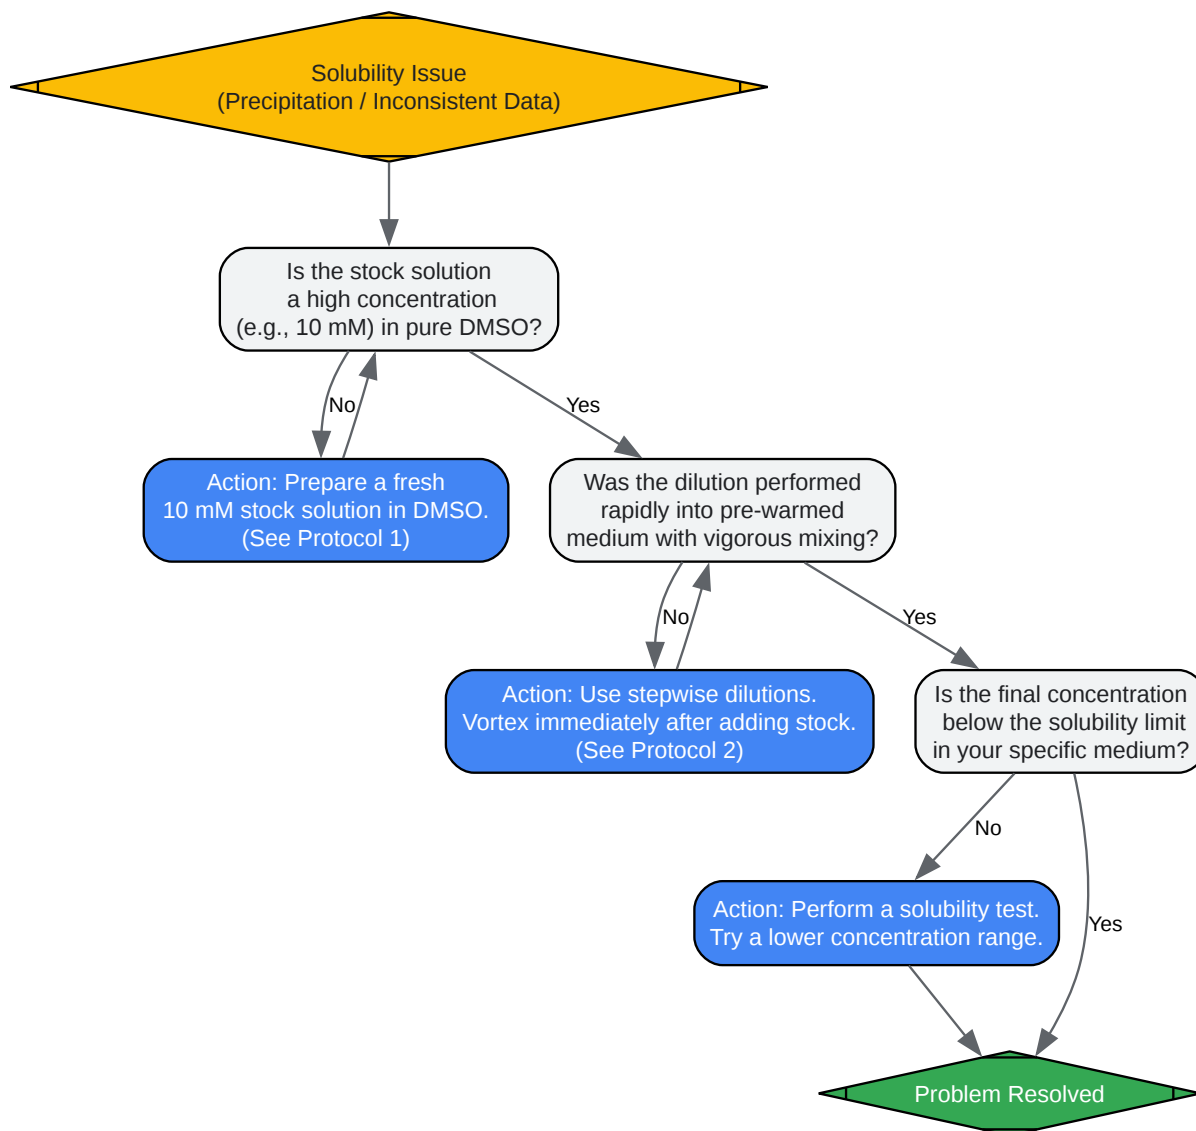 Solubility Issue
(Precipitation / Inconsistent Data)
Is the stock solution
a high concentration
(e.g., 10 mM) in pure DMSO?
No
Yes
Action: Prepare a fresh
10 mM stock solution in DMSO.
(See Protocol 1)
Was the dilution performed
rapidly into pre-warmed
medium with vigorous mixing?
No
Yes
Action: Use stepwise dilutions.
Vortex immediately after adding stock.
(See Protocol 2)
Is the final concentration
below the solubility limit
in your specific medium?
No
Yes
Action: Perform a solubility test.
Try a lower concentration range.
Problem Resolved